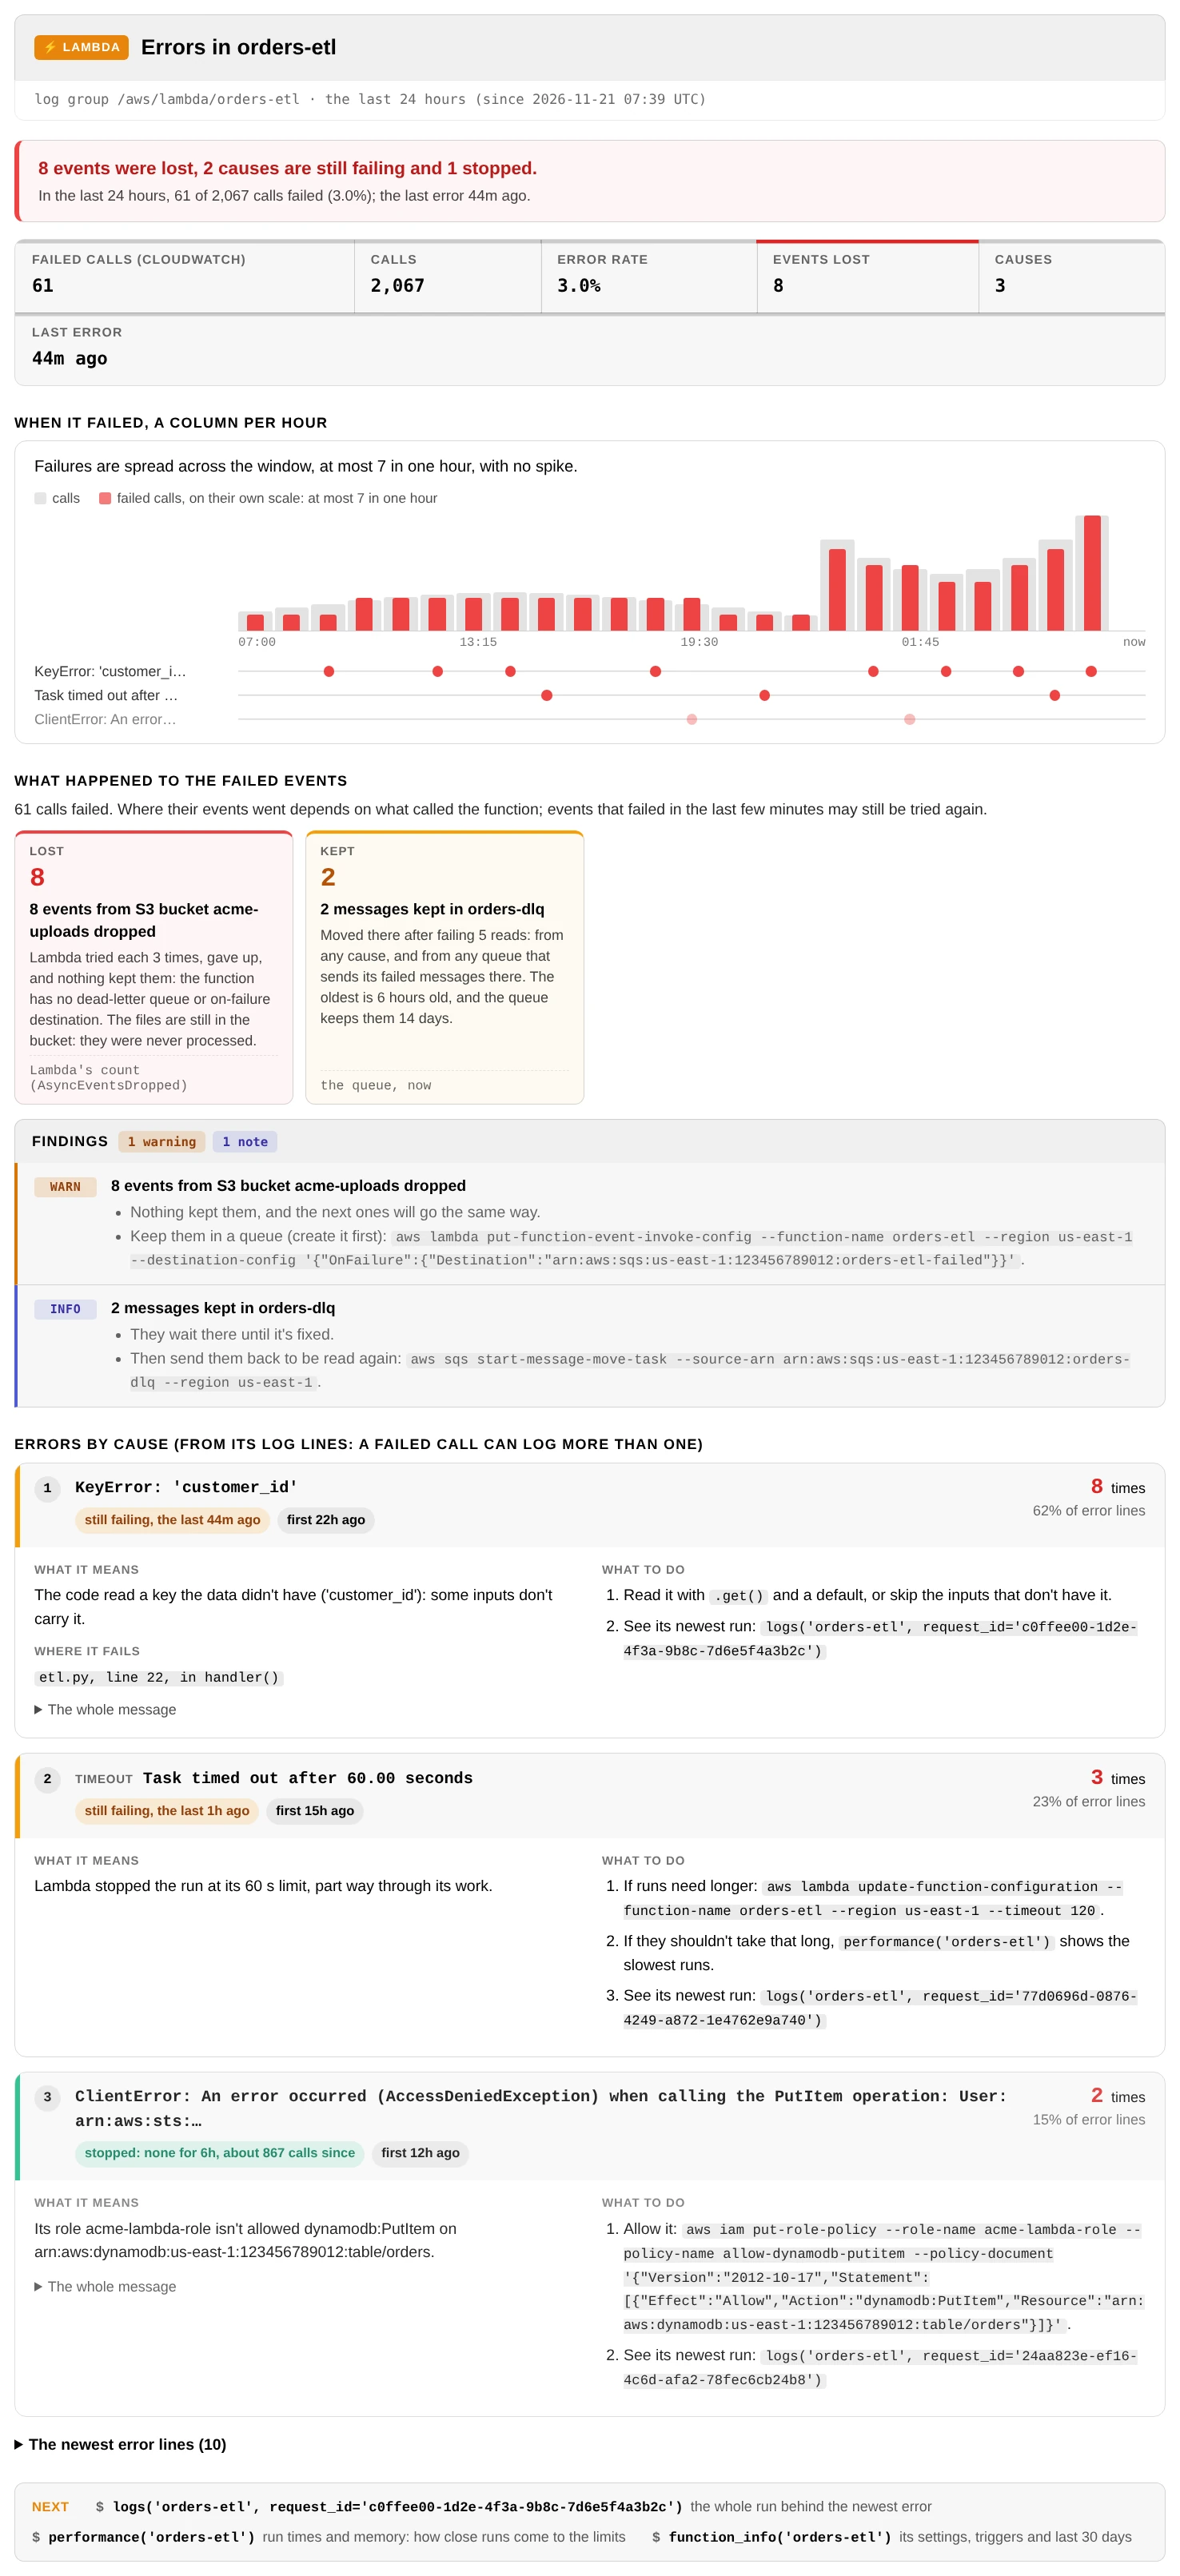 ⚡ LAMBDA Errors in orders-etl
log group /aws/lambda/orders-etl · the last 24 hours (since 2026-11-21 07:39 UTC)
8 events were lost, 2 causes are still failing and 1 stopped.
In the last 24 hours, 61 of 2,067 calls failed (3.0%); the last error 44m ago.
FAILED CALLS (CLOUDWATCH)
61
CALLS
2,067
ERROR RATE
3.0%
EVENTS LOST
8
CAUSES
3
LAST ERROR
44m ago
WHEN IT FAILED, A COLUMN PER HOUR
Failures are spread across the window, at most 7 in one hour, with no spike.
calls failed calls, on their own scale: at most 7 in one hour
07:00 13:15 19:30 01:45 now
KeyError: 'customer_i…
Task timed out after …
ClientError: An error…
WHAT HAPPENED TO THE FAILED EVENTS
61 calls failed. Where their events went depends on what called the function; events that failed in the last few minutes may still be tried again.
LOST
8
8 events from S3 bucket acme-
uploads dropped
Lambda tried each 3 times, gave up,
and nothing kept them: the function
has no dead-letter queue or on-failure
destination. The files are still in the
bucket: they were never processed.
Lambda's count
(AsyncEventsDropped)
KEPT
2
2 messages kept in orders-dlq
Moved there after failing 5 reads: from
any cause, and from any queue that
sends its failed messages there. The
oldest is 6 hours old, and the queue
keeps them 14 days.
the queue, now
FINDINGS 1 warning 1 note
WARN 8 events from S3 bucket acme-uploads dropped
• Nothing kept them, and the next ones will go the same way.
• Keep them in a queue (create it first): aws lambda put-function-event-invoke-config --function-name orders-etl --region us-east-1
--destination-config '{"OnFailure":{"Destination":"arn:aws:sqs:us-east-1:123456789012:orders-etl-failed"}}'.
INFO 2 messages kept in orders-dlq
• They wait there until it's fixed.
• Then send them back to be read again: aws sqs start-message-move-task --source-arn arn:aws:sqs:us-east-1:123456789012:orders-
dlq --region us-east-1.
ERRORS BY CAUSE (FROM ITS LOG LINES: A FAILED CALL CAN LOG MORE THAN ONE)
1 KeyError: 'customer_id'
still failing, the last 44m ago first 22h ago
8 times
62% of error lines
WHAT IT MEANS
The code read a key the data didn't have ('customer_id'): some inputs don't
carry it.
WHERE IT FAILS
etl.py, line 22, in handler()
▶ The whole message
WHAT TO DO
1. Read it with .get() and a default, or skip the inputs that don't have it.
2. See its newest run: logs('orders-etl', request_id='c0ffee00-1d2e-
4f3a-9b8c-7d6e5f4a3b2c')
2 TIMEOUT Task timed out after 60.00 seconds
still failing, the last 1h ago first 15h ago
3 times
23% of error lines
WHAT IT MEANS
Lambda stopped the run at its 60 s limit, part way through its work.
WHAT TO DO
1. If runs need longer: aws lambda update-function-configuration --
function-name orders-etl --region us-east-1 --timeout 120.
2. If they shouldn't take that long, performance('orders-etl') shows the
slowest runs.
3. See its newest run: logs('orders-etl', request_id='77d0696d-0876-
4249-a872-1e4762e9a740')
3 ClientError: An error occurred (AccessDeniedException) when calling the PutItem operation: User:
arn:aws:sts:…
stopped: none for 6h, about 867 calls since first 12h ago
2 times
15% of error lines
WHAT IT MEANS
Its role acme-lambda-role isn't allowed dynamodb:PutItem on
arn:aws:dynamodb:us-east-1:123456789012:table/orders.
▶ The whole message
WHAT TO DO
1. Allow it: aws iam put-role-policy --role-name acme-lambda-role --
policy-name allow-dynamodb-putitem --policy-document
'{"Version":"2012-10-17","Statement":
[{"Effect":"Allow","Action":"dynamodb:PutItem","Resource":"arn:
aws:dynamodb:us-east-1:123456789012:table/orders"}]}'.
2. See its newest run: logs('orders-etl', request_id='24aa823e-ef16-
4c6d-afa2-78fec6cb24b8')
▶ The newest error lines (10)
NEXT $ logs('orders-etl', request_id='c0ffee00-1d2e-4f3a-9b8c-7d6e5f4a3b2c') the whole run behind the newest error
$ performance('orders-etl') run times and memory: how close runs come to the limits $ function_info('orders-etl') its settings, triggers and last 30 days